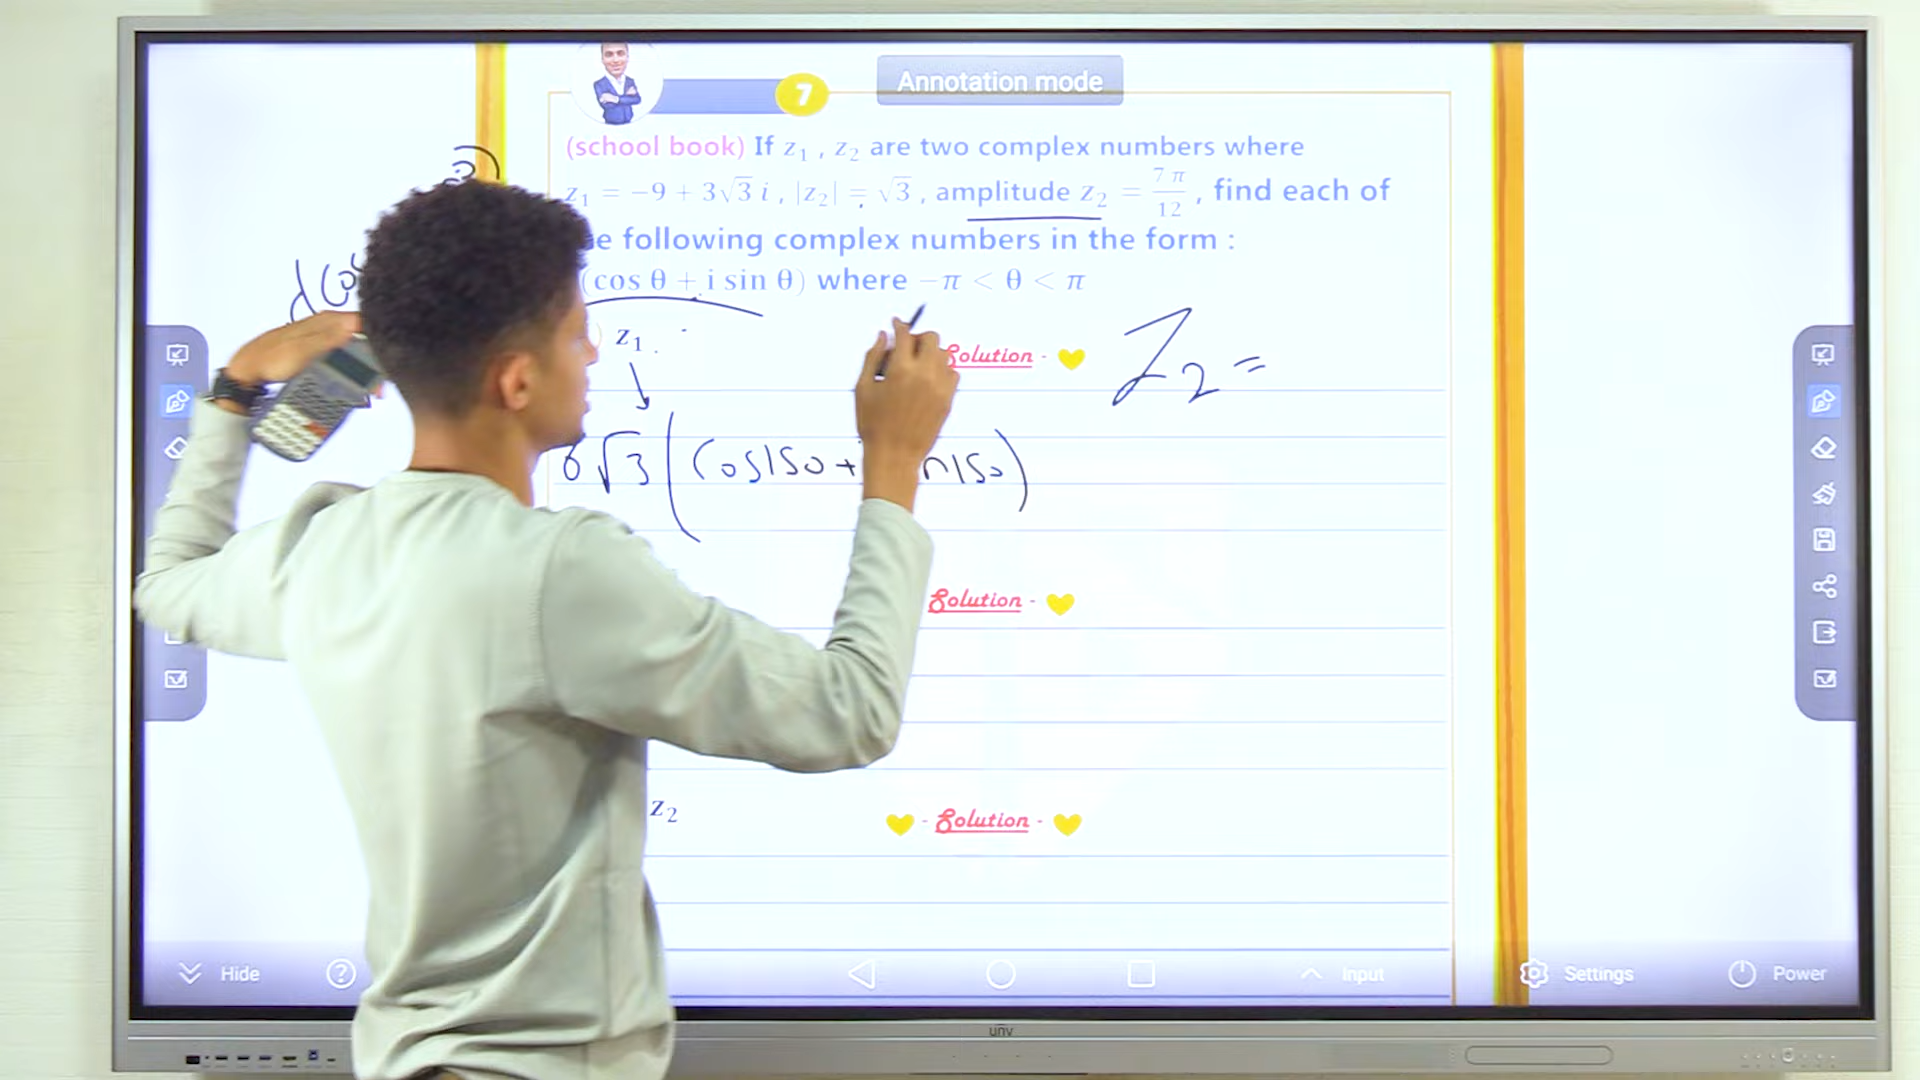 Annotation mode
7
(school book) If z₁ , z₂ are two complex numbers where
z₁ = −9 + 3√3 i , |z₂| = √3 , amplitude z₂ = 7 π / 12 , find each of
e following complex numbers in the form :
(cos θ + i sin θ) where −π < θ < π
z₁
Solution -
Z₂ =
6√3 (cos150 + i n150)
Solution -
z₂
- Solution -
Hide
Input
Settings
Power
unv